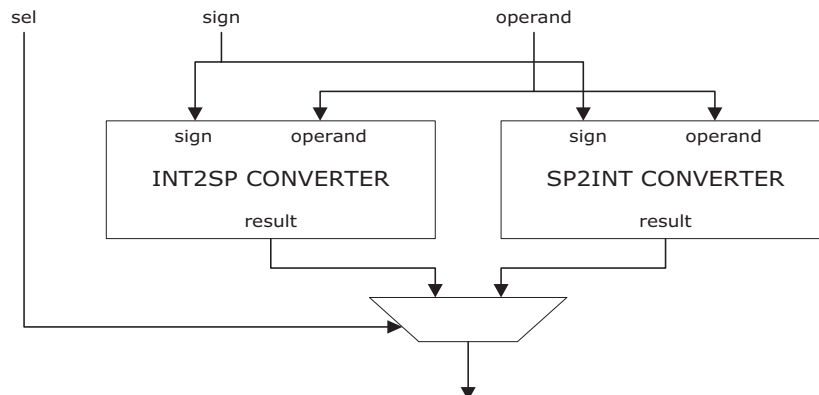 sel sign operand
sign operand sign operand
INT2SP CONVERTER SP2INT CONVERTER
result result